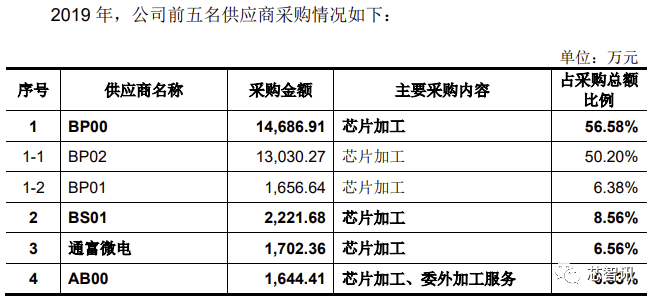 2019 年，公司前五名供应商采购情况如下：
单位：万元
序号 供应商名称 采购金额 主要采购内容 占采购总额比例
1 BP00 14,686.91 芯片加工 56.58%
1-1 BP02 13,030.27 芯片加工 50.20%
1-2 BP01 1,656.64 芯片加工 6.38%
2 BS01 2,221.68 芯片加工 8.56%
3 通富微电 1,702.36 芯片加工 6.56%
4 AB00 1,644.41 芯片加工、委外加工服务
芯智讯